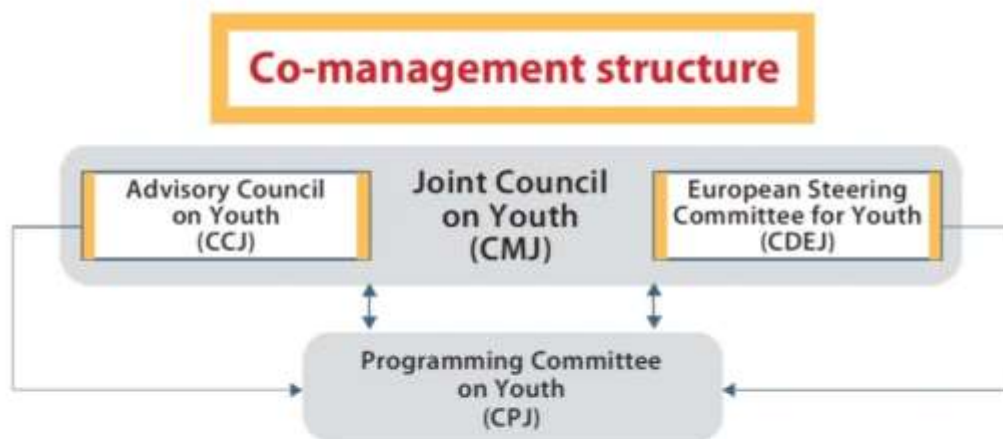 Co-management structure
Advisory Council
on Youth
(CCJ)
Joint Council
on Youth
(CMJ)
European Steering
Committee for Youth
(CDEJ)
Programming Committee
on Youth
(CPJ)